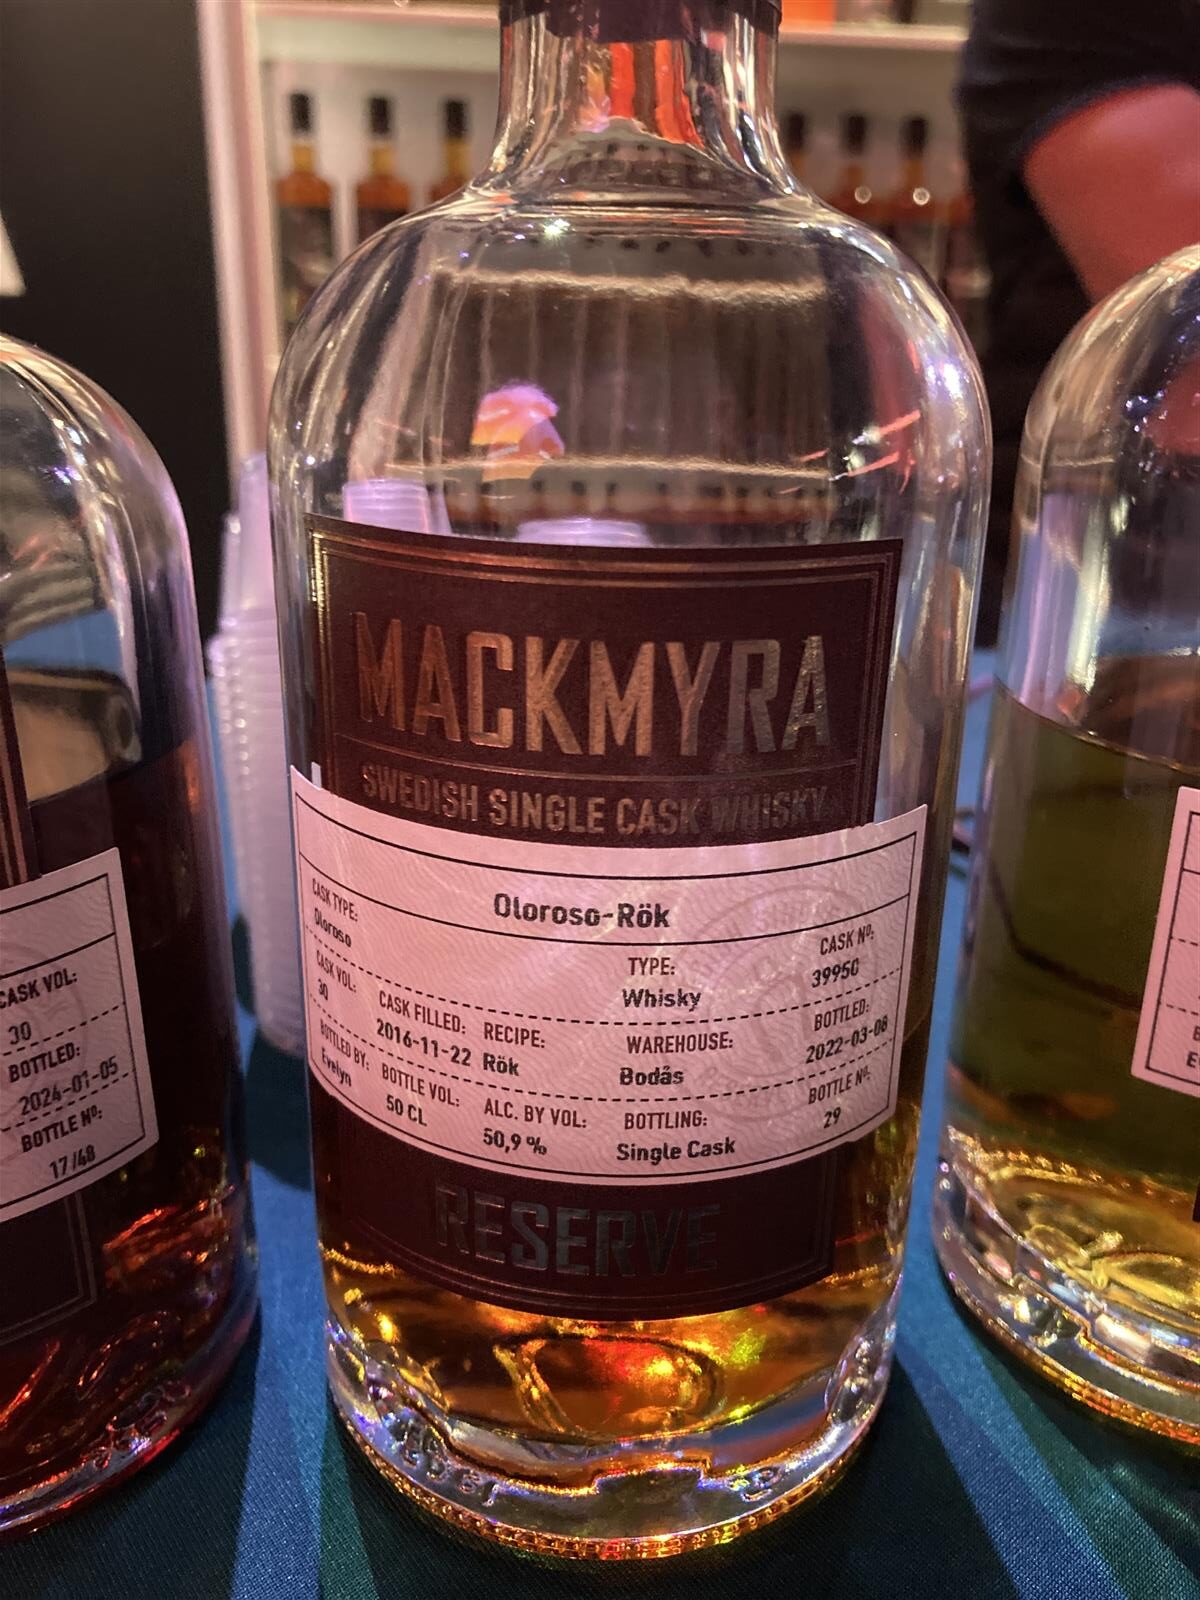 MACKMYRA
SWEDISH SINGLE CASK WHISKY
Oloroso-Rök
CASK TYPE:
Oloroso
TYPE:
Whisky
CASK Nº:
39950
CASK VOL:
30
CASK FILLED:
2016-11-22
RECIPE:
Rök
WAREHOUSE:
Bodås
BOTTLED:
2022-03-08
BOTTLED BY:
Evelyn
BOTTLE VOL:
50 CL
ALC. BY VOL:
50,9 %
BOTTLING:
Single Cask
BOTTLE Nº:
29
RESERVE
CASK VOL:
30
BOTTLED:
2024-01-05
BOTTLE Nº:
17/48